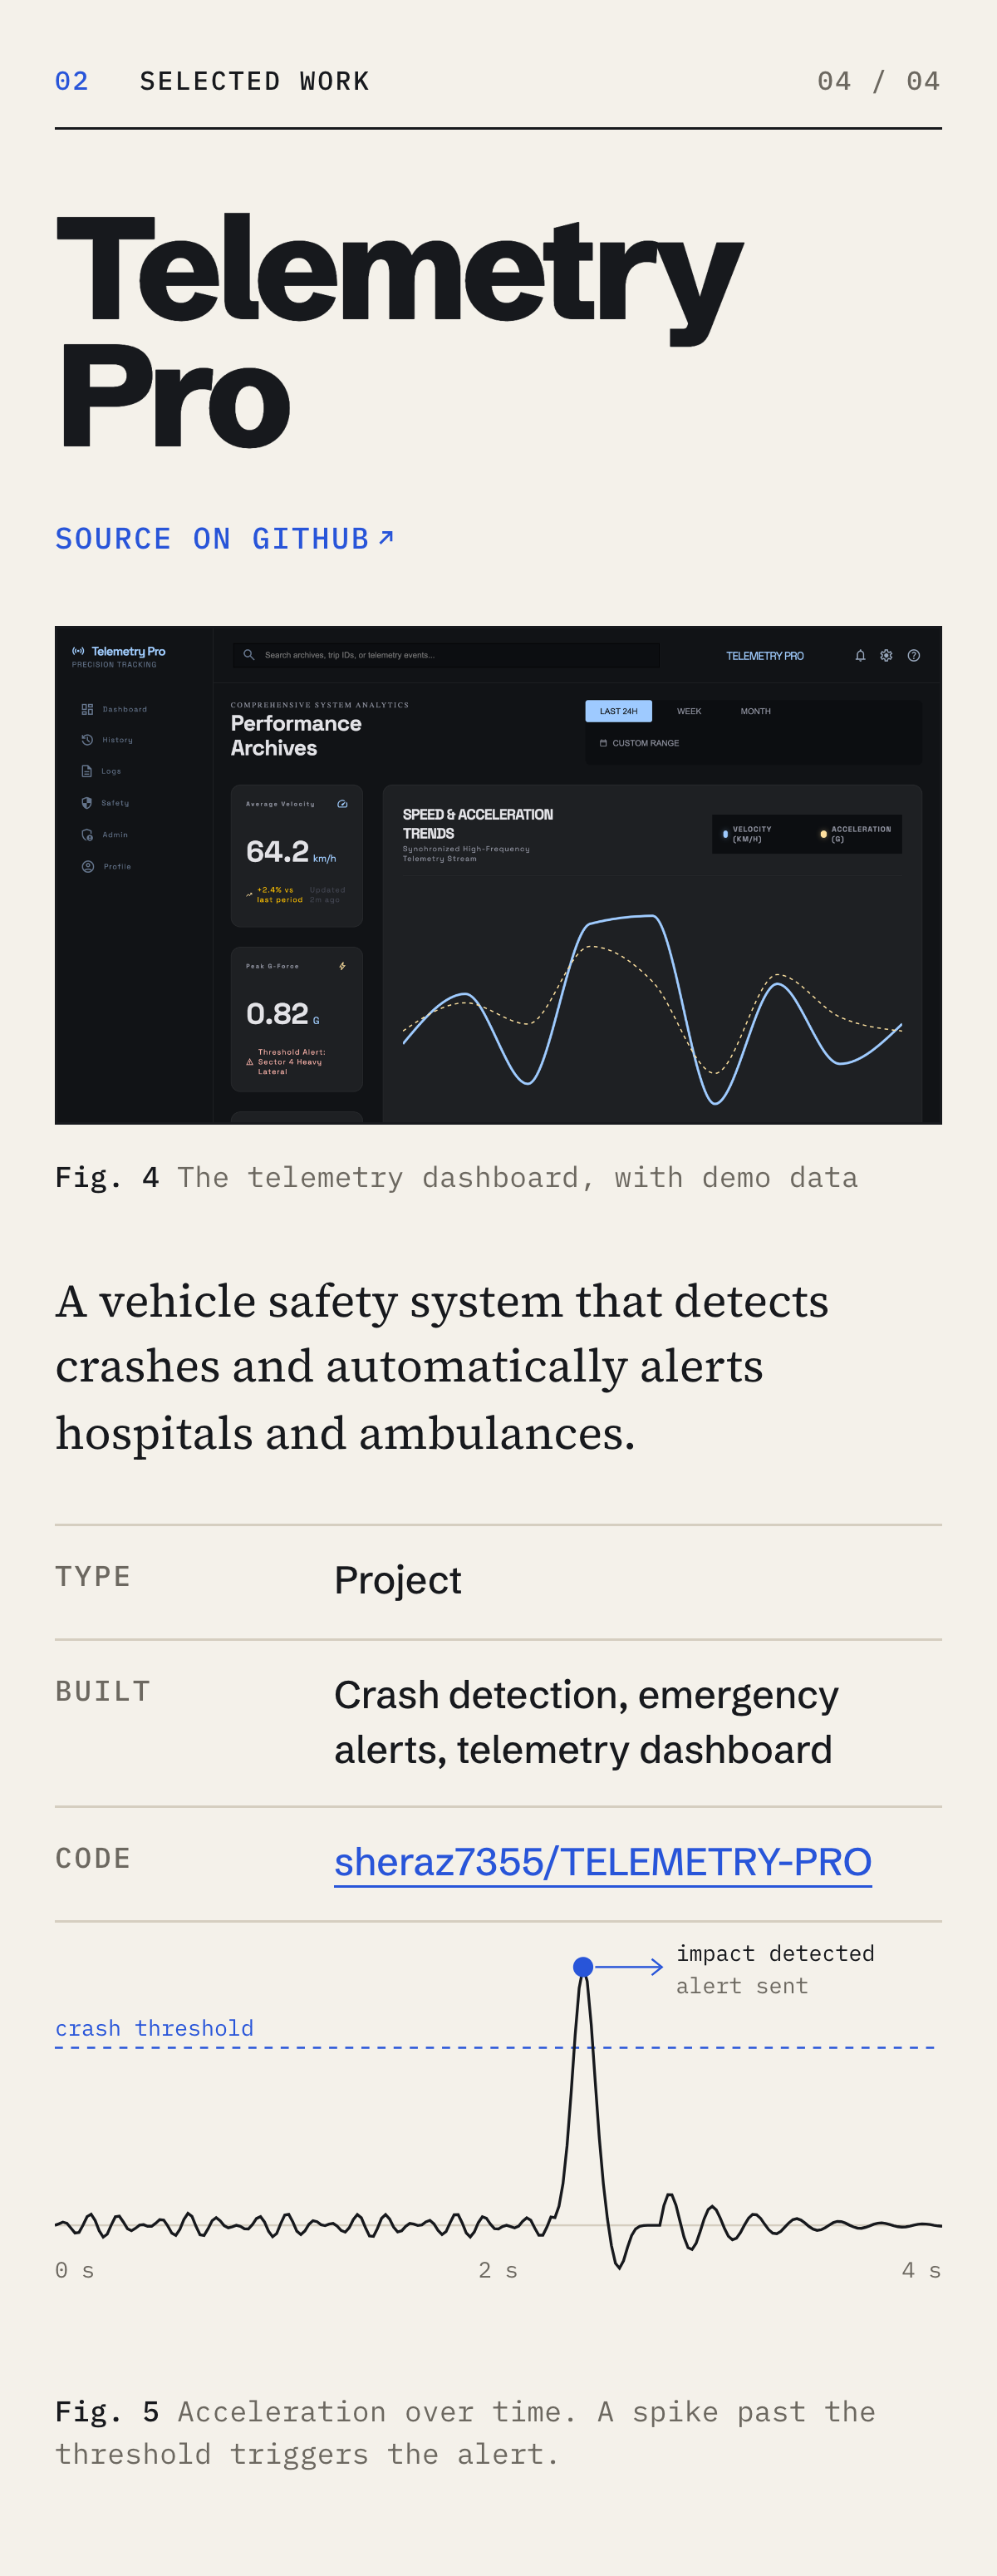 02 SELECTED WORK 04 / 04
Telemetry
Pro
SOURCE ON GITHUB↗
Telemetry Pro
PRECISION TRACKING
Search archives, trip IDs, or telemetry events...
TELEMETRY PRO
Dashboard
History
Logs
Safety
Admin
Profile
COMPREHENSIVE SYSTEM ANALYTICS
Performance
Archives
LAST 24H WEEK MONTH
CUSTOM RANGE
Average Velocity
64.2 km/h
+2.4% vs
last period
Updated
2m ago
Peak G-Force
0.82 G
Threshold Alert:
Sector 4 Heavy
Lateral
SPEED & ACCELERATION
TRENDS
Synchronized High-Frequency
Telemetry Stream
VELOCITY
(KM/H)
ACCELERATION
(G)
Fig. 4 The telemetry dashboard, with demo data
A vehicle safety system that detects
crashes and automatically alerts
hospitals and ambulances.
TYPE Project
BUILT Crash detection, emergency
alerts, telemetry dashboard
CODE sheraz7355/TELEMETRY-PRO
impact detected
alert sent
crash threshold
0 s 2 s 4 s
Fig. 5 Acceleration over time. A spike past the
threshold triggers the alert.